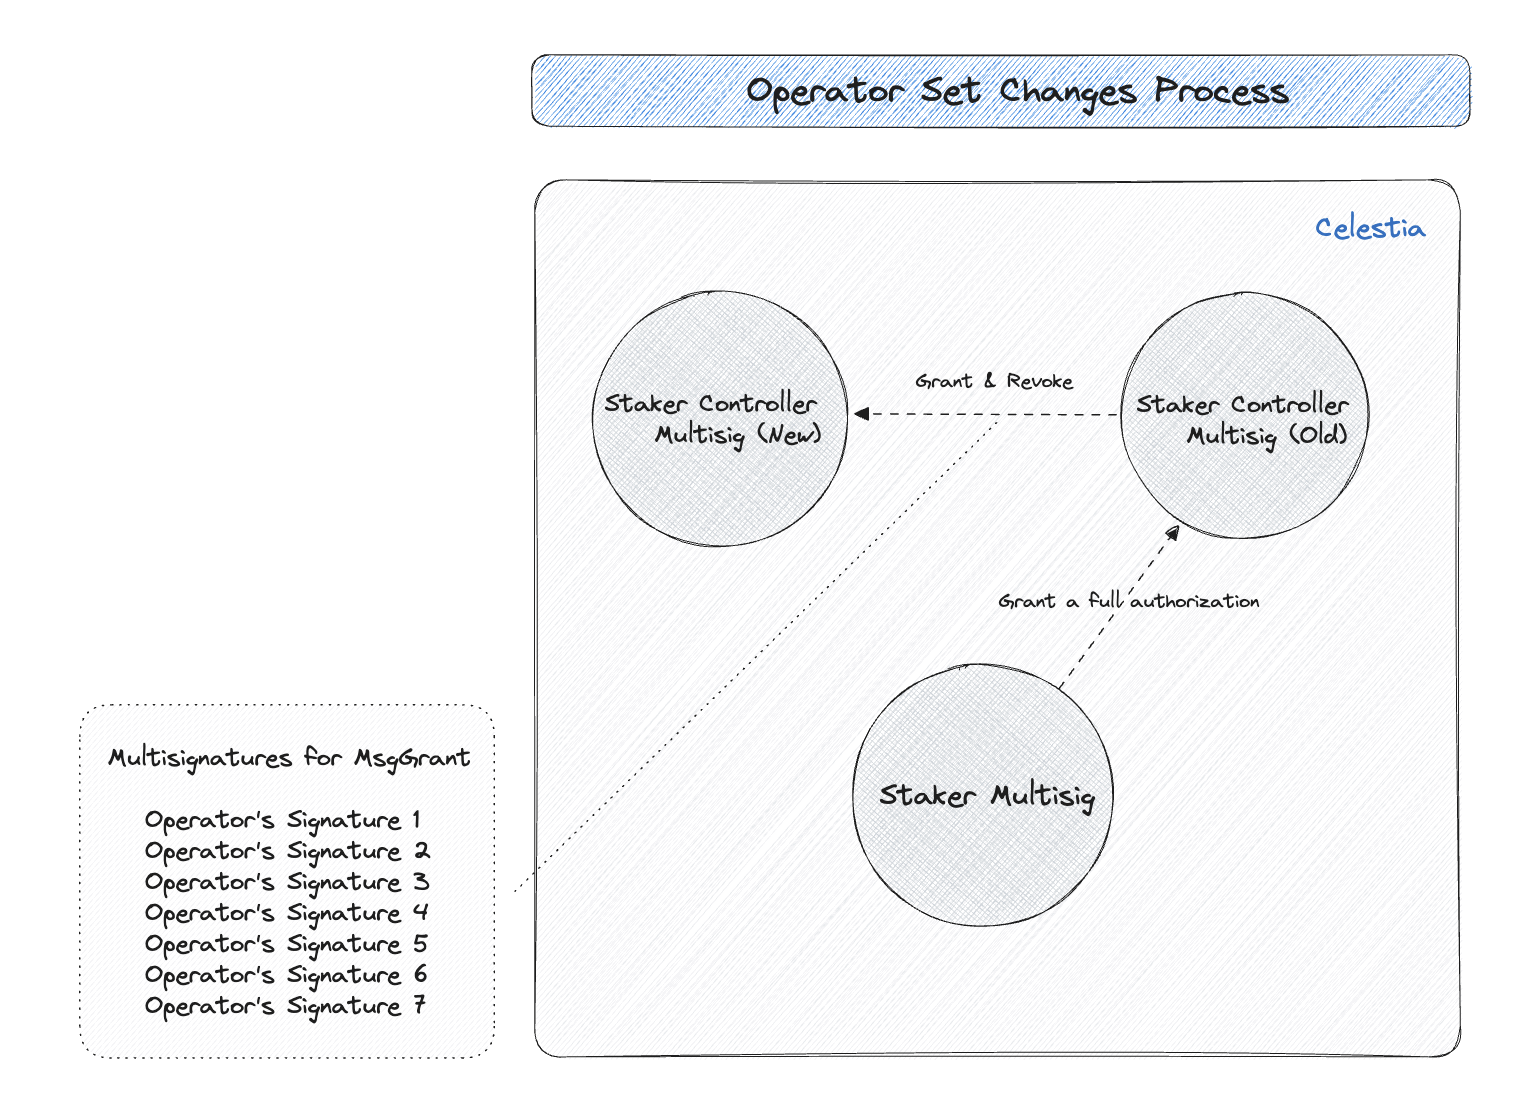 Operator Set Changes Process
Celestia
Grant & Revoke
Staker Controller
Multisig (New)
Staker Controller
Multisig (Old)
Grant a full authorization
Staker Multisig
Multisignatures for MsgGrant
Operator's Signature 1
Operator's Signature 2
Operator's Signature 3
Operator's Signature 4
Operator's Signature 5
Operator's Signature 6
Operator's Signature 7